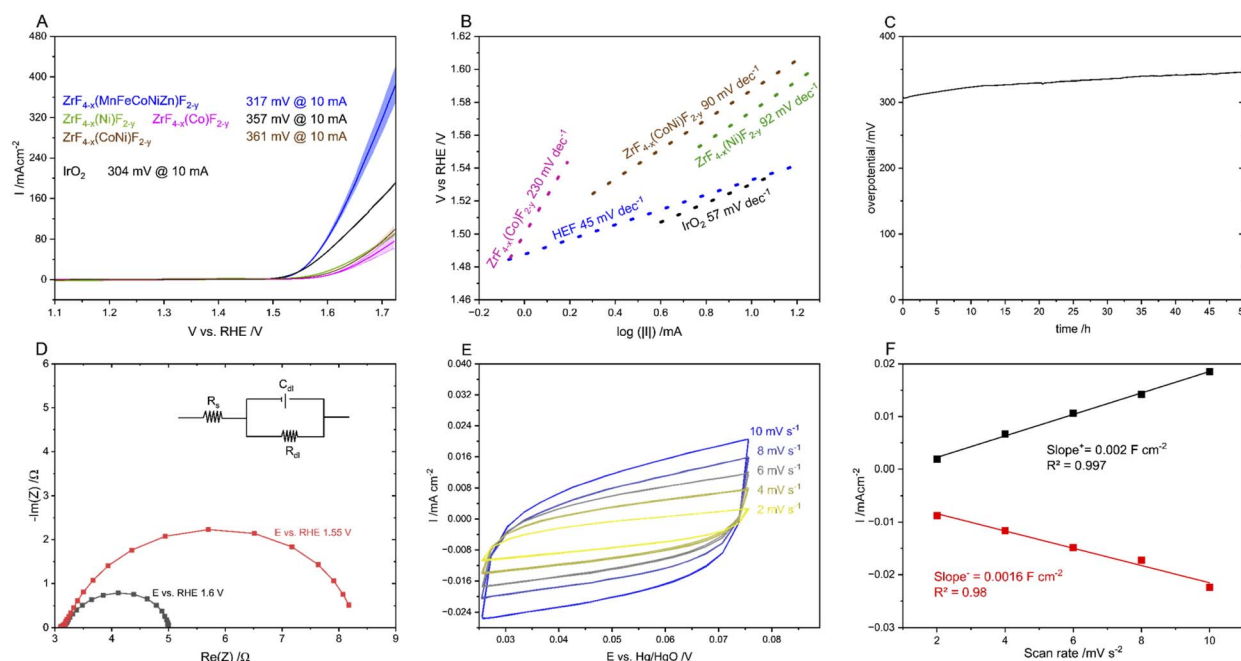 A
480
400
320
240
160
80
0
I /mAcm⁻²
ZrF₄₋ₓ(MnFeCoNiZn)F₂₋ᵧ 317 mV @ 10 mA
ZrF₄₋ₓ(Ni)F₂₋ᵧ ZrF₄₋ₓ(Co)F₂₋ᵧ 357 mV @ 10 mA
ZrF₄₋ₓ(CoNi)F₂₋ᵧ 361 mV @ 10 mA
IrO₂ 304 mV @ 10 mA
1.1 1.2 1.3 1.4 1.5 1.6 1.7
V vs. RHE /V
B
1.62
1.60
1.58
1.56
1.54
1.52
1.50
1.48
1.46
V vs RHE /V
ZrF₄₋ₓ(Co)F₂₋ᵧ 230 mV dec⁻¹
ZrF₄₋ₓ(CoNi)F₂₋ᵧ 90 mV dec⁻¹
ZrF₄₋ₓ(Ni)F₂₋ᵧ 92 mV dec⁻¹
HEF 45 mV dec⁻¹
IrO₂ 57 mV dec⁻¹
−0.2 0.0 0.2 0.4 0.6 0.8 1.0 1.2
log (|I|) /mA
C
400
350
300
250
200
150
100
50
0
overpotential /mV
0 5 10 15 20 25 30 35 40 45 50
time /h
D
6
5
4
3
2
1
0
-Im(Z) /Ω
Rₛ
C_dl
R_dl
E vs. RHE 1.55 V
E vs. RHE 1.6 V
3 4 5 6 7 8 9
Re(Z) /Ω
E
0.040
0.032
0.024
0.016
0.008
0.000
−0.008
−0.016
−0.024
I /mA cm⁻²
10 mV s⁻¹
8 mV s⁻¹
6 mV s⁻¹
4 mV s⁻¹
2 mV s⁻¹
0.03 0.04 0.05 0.06 0.07 0.08
E vs. Hg/HgO /V
F
0.02
0.01
0.00
−0.01
−0.02
−0.03
I /mAcm⁻²
Slope⁺= 0.002 F cm⁻²
R² = 0.997
Slope⁻ = 0.0016 F cm⁻²
R² = 0.98
2 4 6 8 10
Scan rate /mV s⁻²